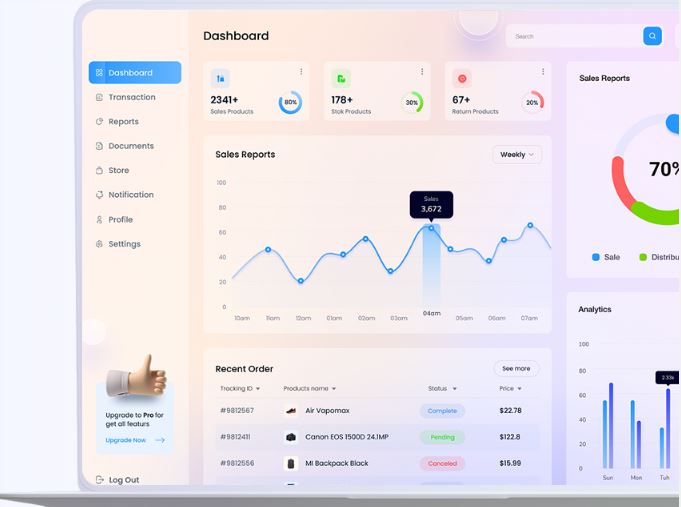 Dashboard
Search
Dashboard
Transaction
Reports
Documents
Store
Notification
Profile
Settings
Upgrade to Pro for
get all featurs
Upgrade Now
Log Out
2341+
Sales Products
80%
178+
Stok Products
30%
67+
Return Products
20%
Sales Reports
Weekly
100
80
60
40
20
0
Sales
3,672
10am 11am 12am 01am 02am 03am 04am 05am 06am 07am
Recent Order
See more
Tracking ID Products name Status Price
#9812567 Air Vapomax Complete $22.78
#9812411 Canon EOS 1500D 24.1MP Pending $122.8
#9812556 MI Backpack Black Canceled $15.99
Sales Reports
70%
Sale Distribu
Analytics
100
80
60
40
20
0
Sun Mon Tuh